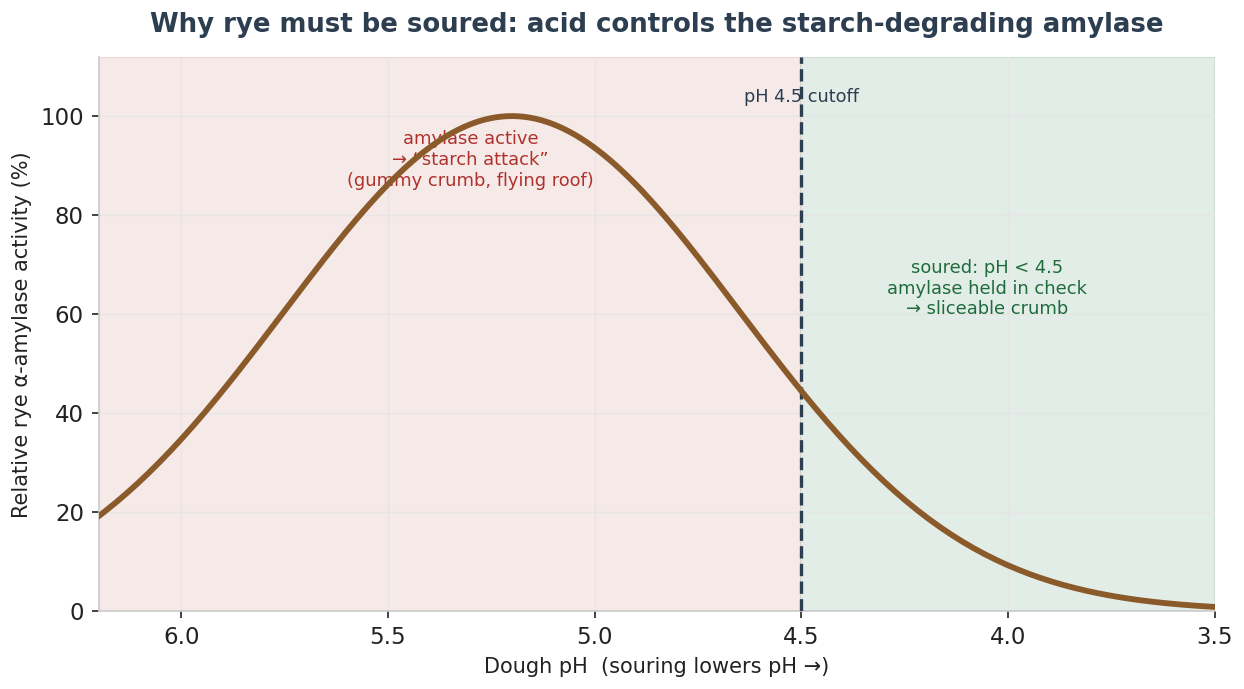 Why rye must be soured: acid controls the starch-degrading amylase
pH 4.5 cutoff
amylase active
→ “starch attack”
(gummy crumb, flying roof)
soured: pH < 4.5
amylase held in check
→ sliceable crumb
Relative rye α-amylase activity (%)
100
80
60
40
20
0
6.0
5.5
5.0
4.5
4.0
3.5
Dough pH  (souring lowers pH →)